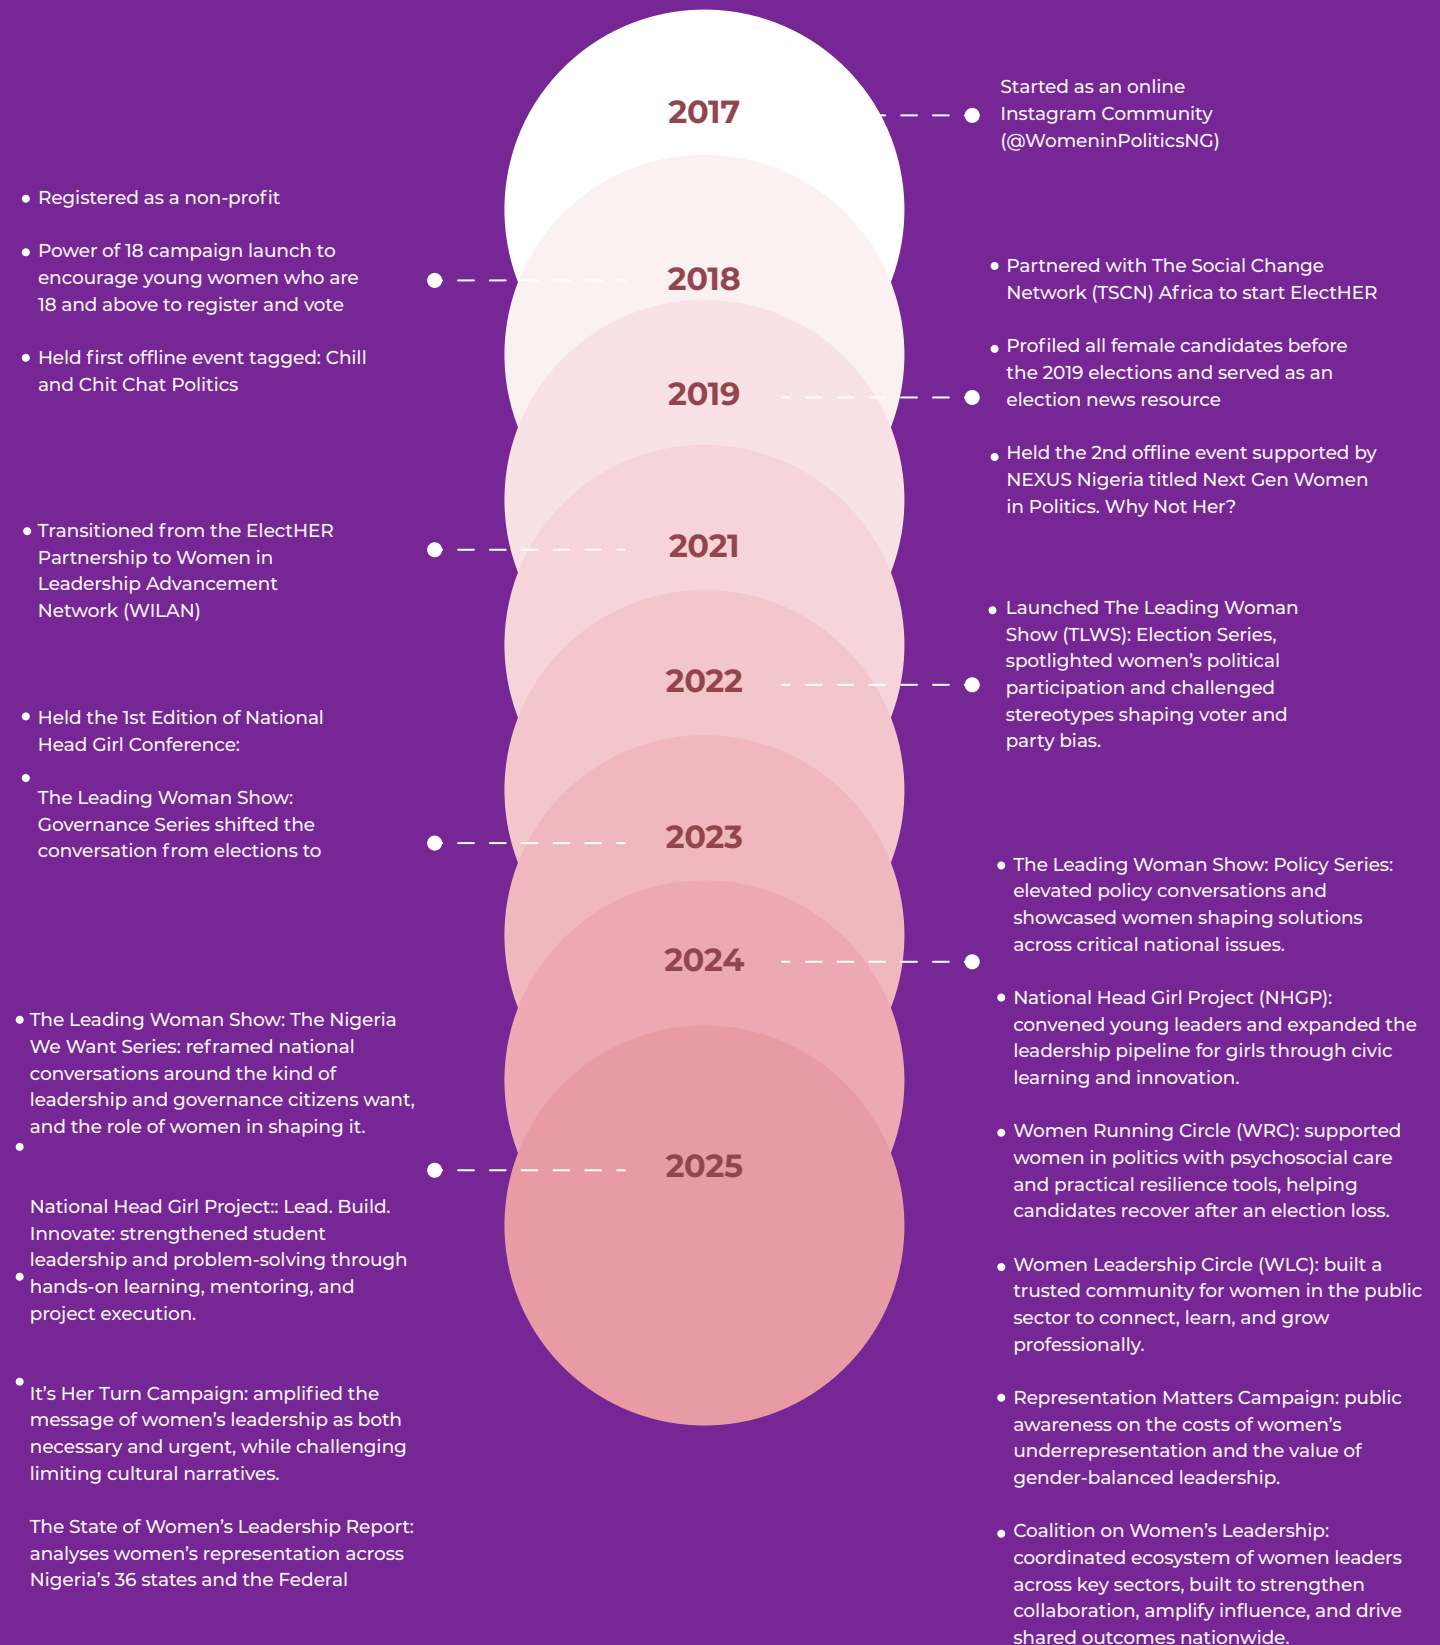 2017
Started as an online
Instagram Community
(@WomeninPoliticsNG)
2018
• Registered as a non-profit
• Power of 18 campaign launch to
encourage young women who are
18 and above to register and vote
• Held first offline event tagged: Chill
and Chit Chat Politics
2019
• Partnered with The Social Change
Network (TSCN) Africa to start ElectHER
• Profiled all female candidates before
the 2019 elections and served as an
election news resource
• Held the 2nd offline event supported by
NEXUS Nigeria titled Next Gen Women
in Politics. Why Not Her?
2021
• Transitioned from the ElectHER
Partnership to Women in
Leadership Advancement
Network (WILAN)
2022
• Launched The Leading Woman
Show (TLWS): Election Series,
spotlighted women’s political
participation and challenged
stereotypes shaping voter and
party bias.
2023
• Held the 1st Edition of National
Head Girl Conference:
• The Leading Woman Show:
Governance Series shifted the
conversation from elections to
2024
• The Leading Woman Show: Policy Series:
elevated policy conversations and
showcased women shaping solutions
across critical national issues.
• National Head Girl Project (NHGP):
convened young leaders and expanded the
leadership pipeline for girls through civic
learning and innovation.
• Women Running Circle (WRC): supported
women in politics with psychosocial care
and practical resilience tools, helping
candidates recover after an election loss.
• Women Leadership Circle (WLC): built a
trusted community for women in the public
sector to connect, learn, and grow
professionally.
• Representation Matters Campaign: public
awareness on the costs of women’s
underrepresentation and the value of
gender-balanced leadership.
• Coalition on Women’s Leadership:
coordinated ecosystem of women leaders
across key sectors, built to strengthen
collaboration, amplify influence, and drive
shared outcomes nationwide.
2025
• The Leading Woman Show: The Nigeria
We Want Series: reframed national
conversations around the kind of
leadership and governance citizens want,
and the role of women in shaping it.
• National Head Girl Project:: Lead. Build.
Innovate: strengthened student
leadership and problem-solving through
hands-on learning, mentoring, and
project execution.
• It’s Her Turn Campaign: amplified the
message of women’s leadership as both
necessary and urgent, while challenging
limiting cultural narratives.
• The State of Women’s Leadership Report:
analyses women’s representation across
Nigeria’s 36 states and the Federal